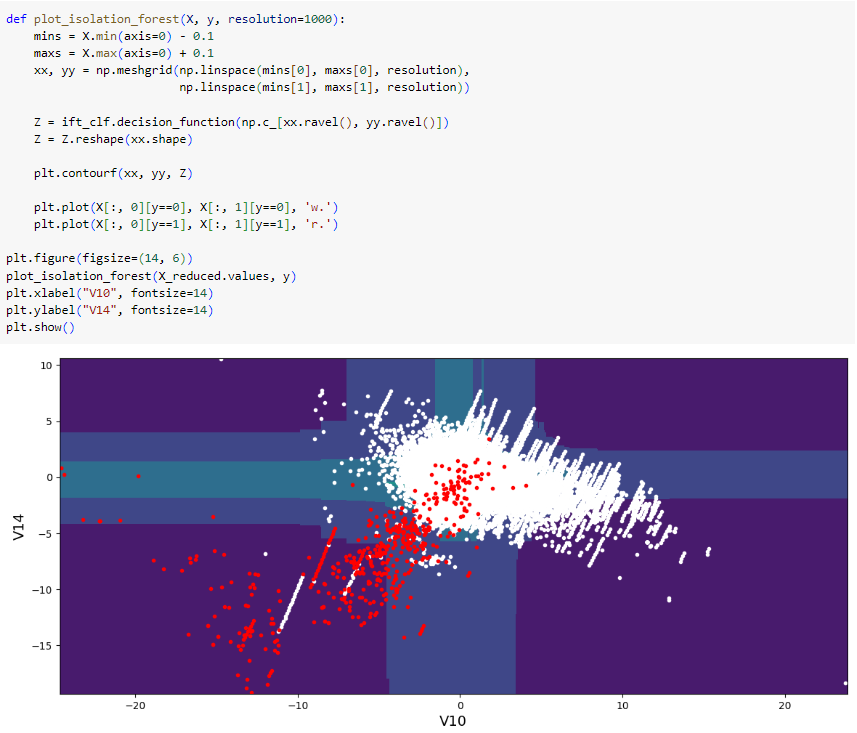 def plot_isolation_forest(X, y, resolution=1000):
    mins = X.min(axis=0) - 0.1
    maxs = X.max(axis=0) + 0.1
    xx, yy = np.meshgrid(np.linspace(mins[0], maxs[0], resolution),
                         np.linspace(mins[1], maxs[1], resolution))
    Z = ift_clf.decision_function(np.c_[xx.ravel(), yy.ravel()])
    Z = Z.reshape(xx.shape)
    plt.contourf(xx, yy, Z)
    plt.plot(X[:, 0][y==0], X[:, 1][y==0], 'w.')
    plt.plot(X[:, 0][y==1], X[:, 1][y==1], 'r.')
plt.figure(figsize=(14, 6))
plot_isolation_forest(X_reduced.values, y)
plt.xlabel("V10", fontsize=14)
plt.ylabel("V14", fontsize=14)
plt.show()
10
5
0
−5
−10
−15
V14
−20 −10 0 10 20
V10